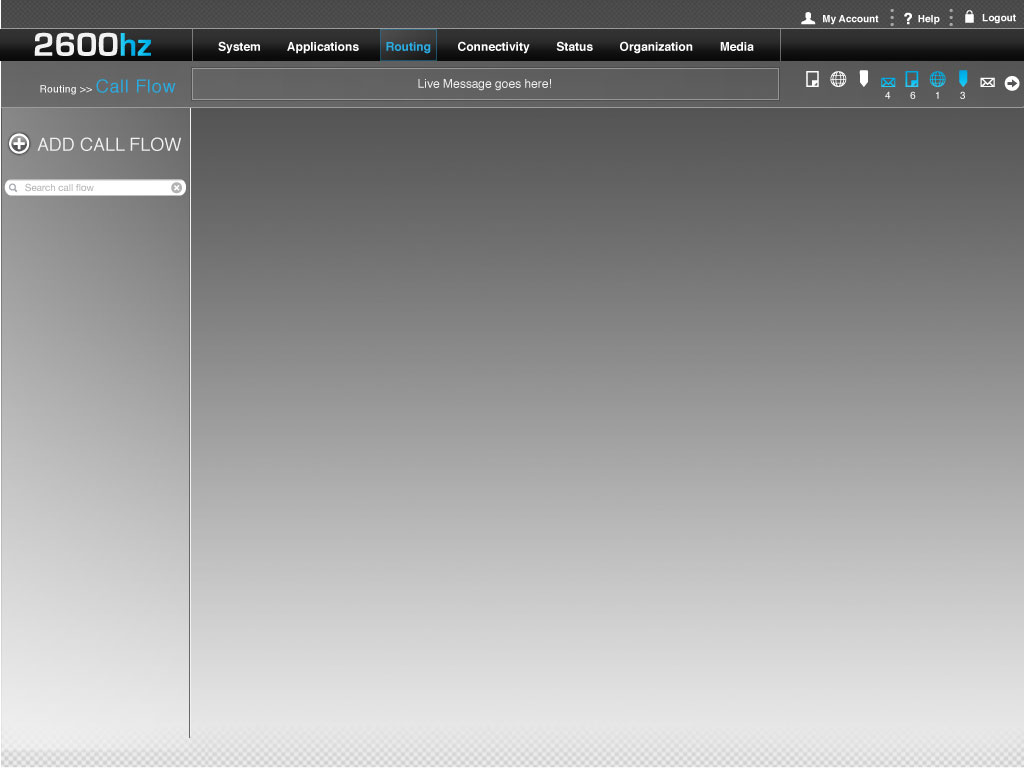 My Account
? Help
Logout
2600hz
System
Applications
Routing
Connectivity
Status
Organization
Media
Routing >> Call Flow
Live Message goes here!
4
6
1
3
ADD CALL FLOW
Search call flow